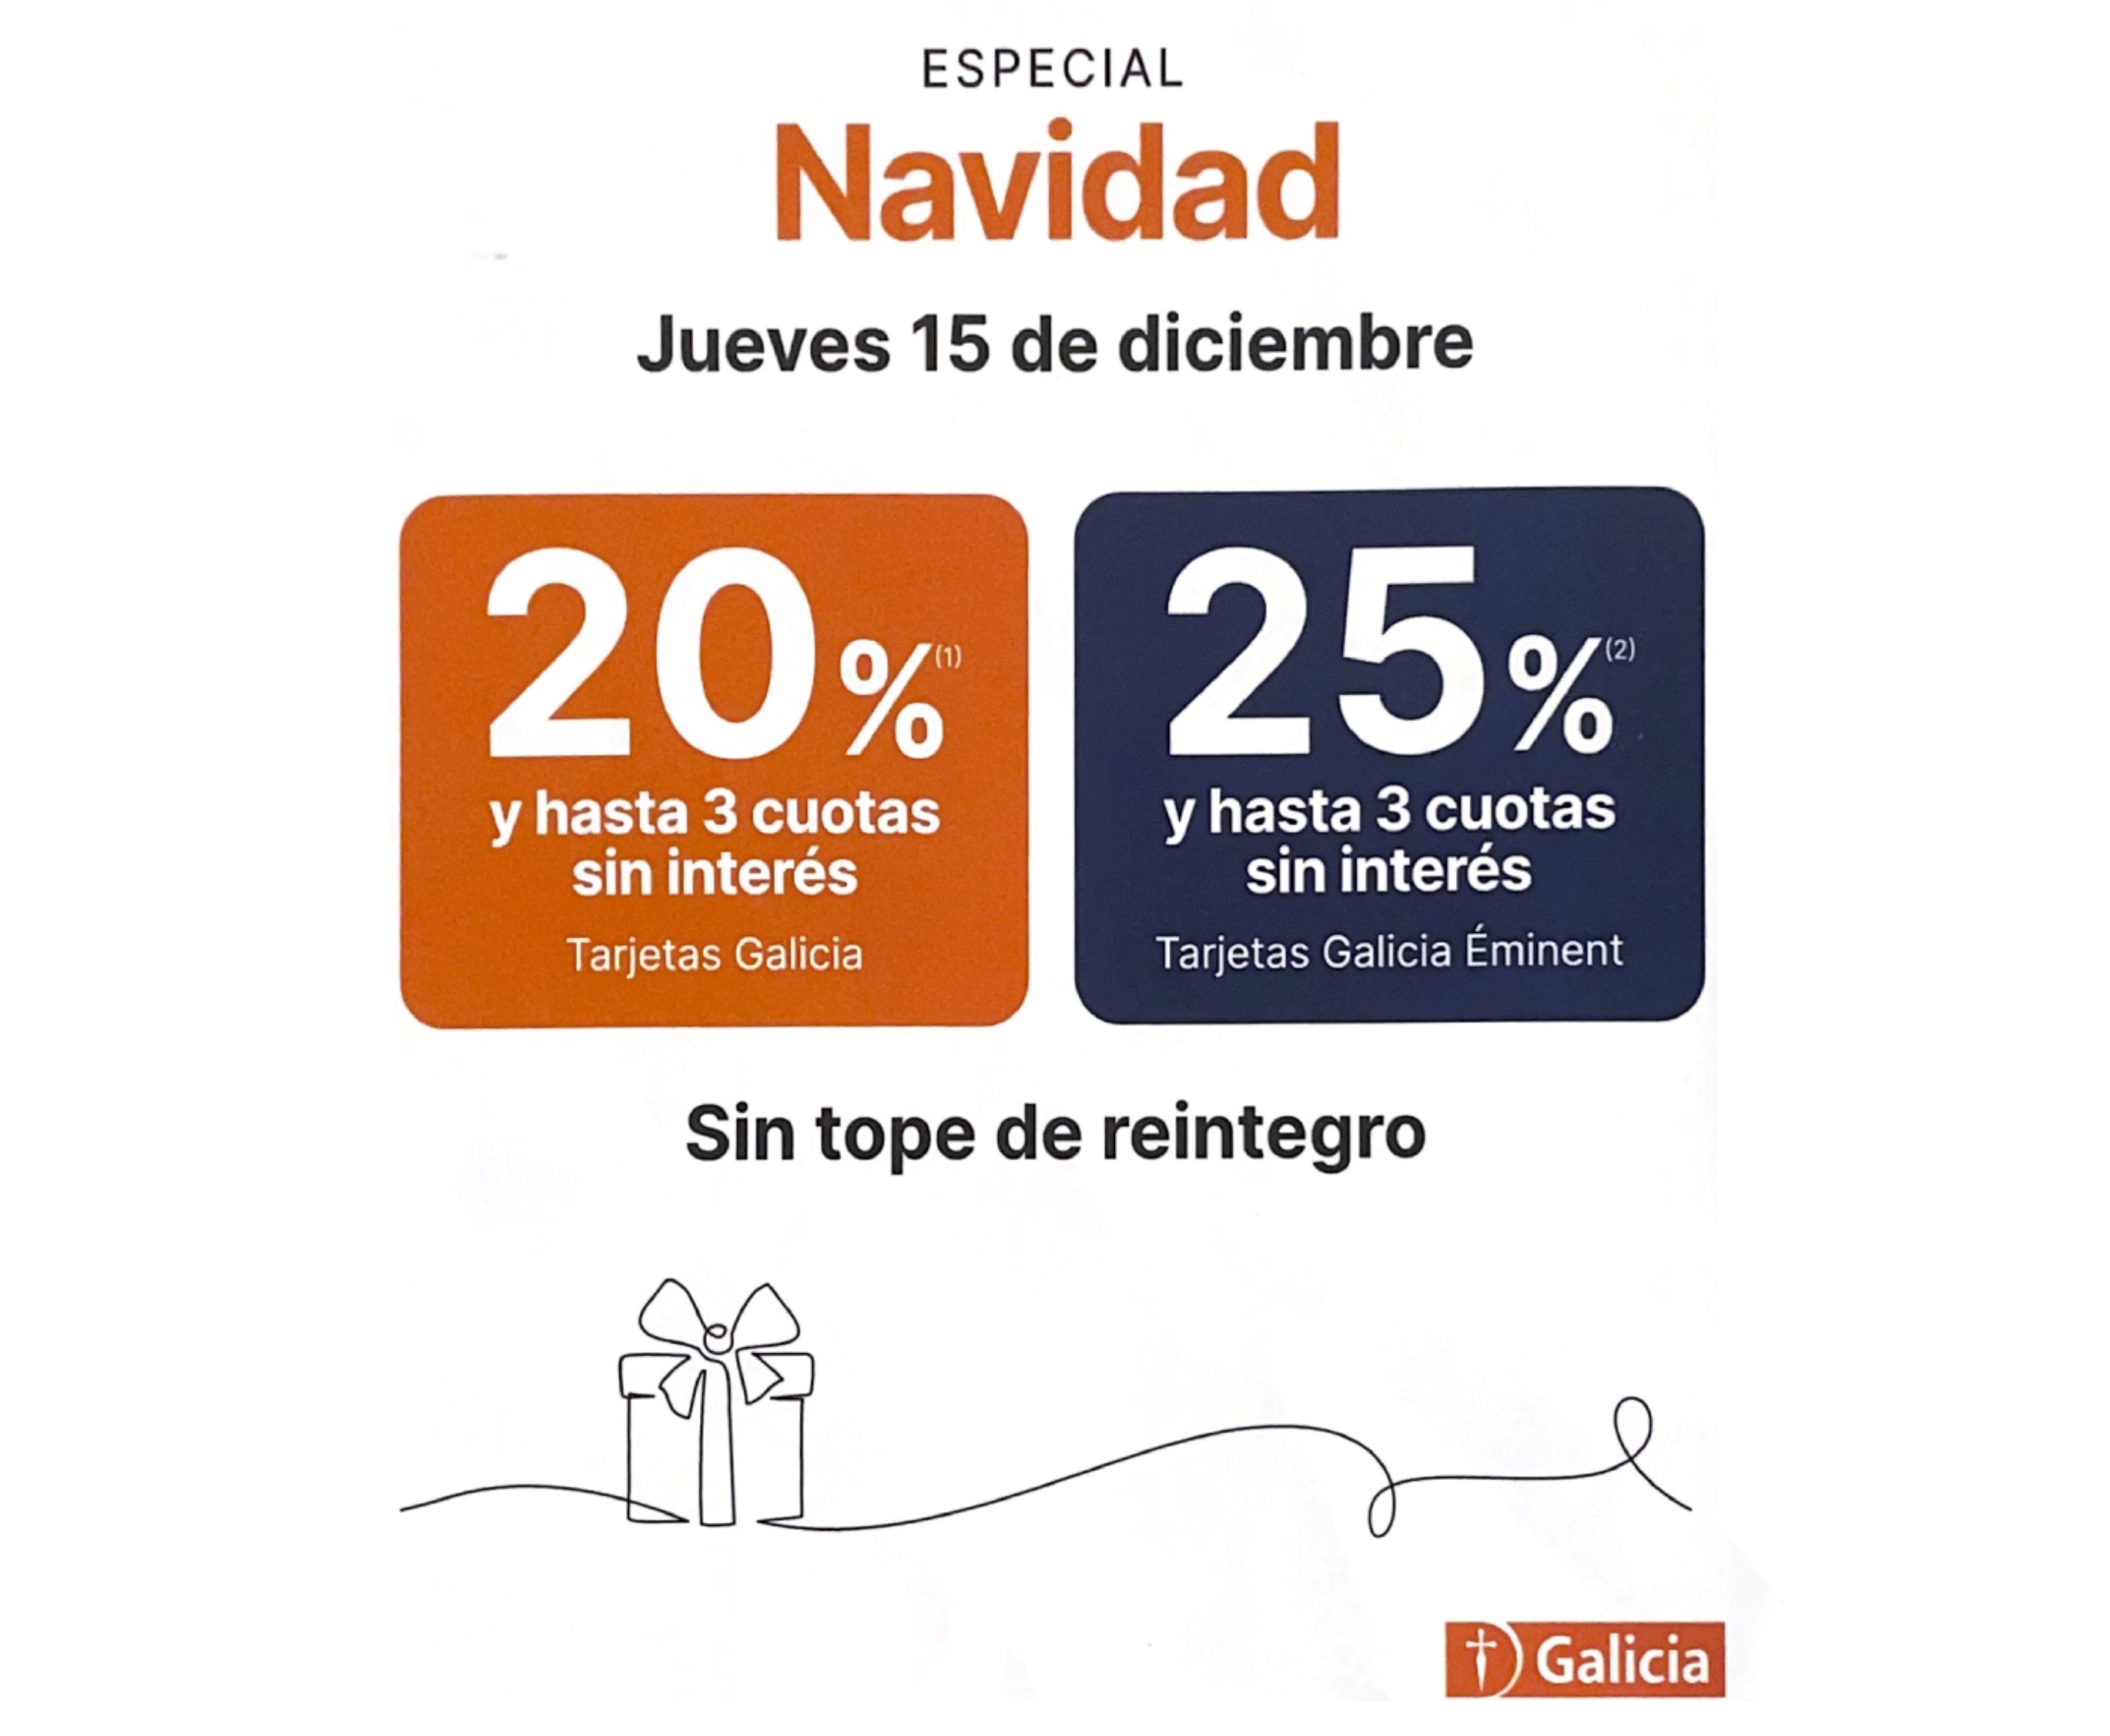 ESPECIAL
Navidad
Jueves 15 de diciembre
20%(1)
y hasta 3 cuotas
sin interés
Tarjetas Galicia
25%(2)
y hasta 3 cuotas
sin interés
Tarjetas Galicia Éminent
Sin tope de reintegro
Galicia